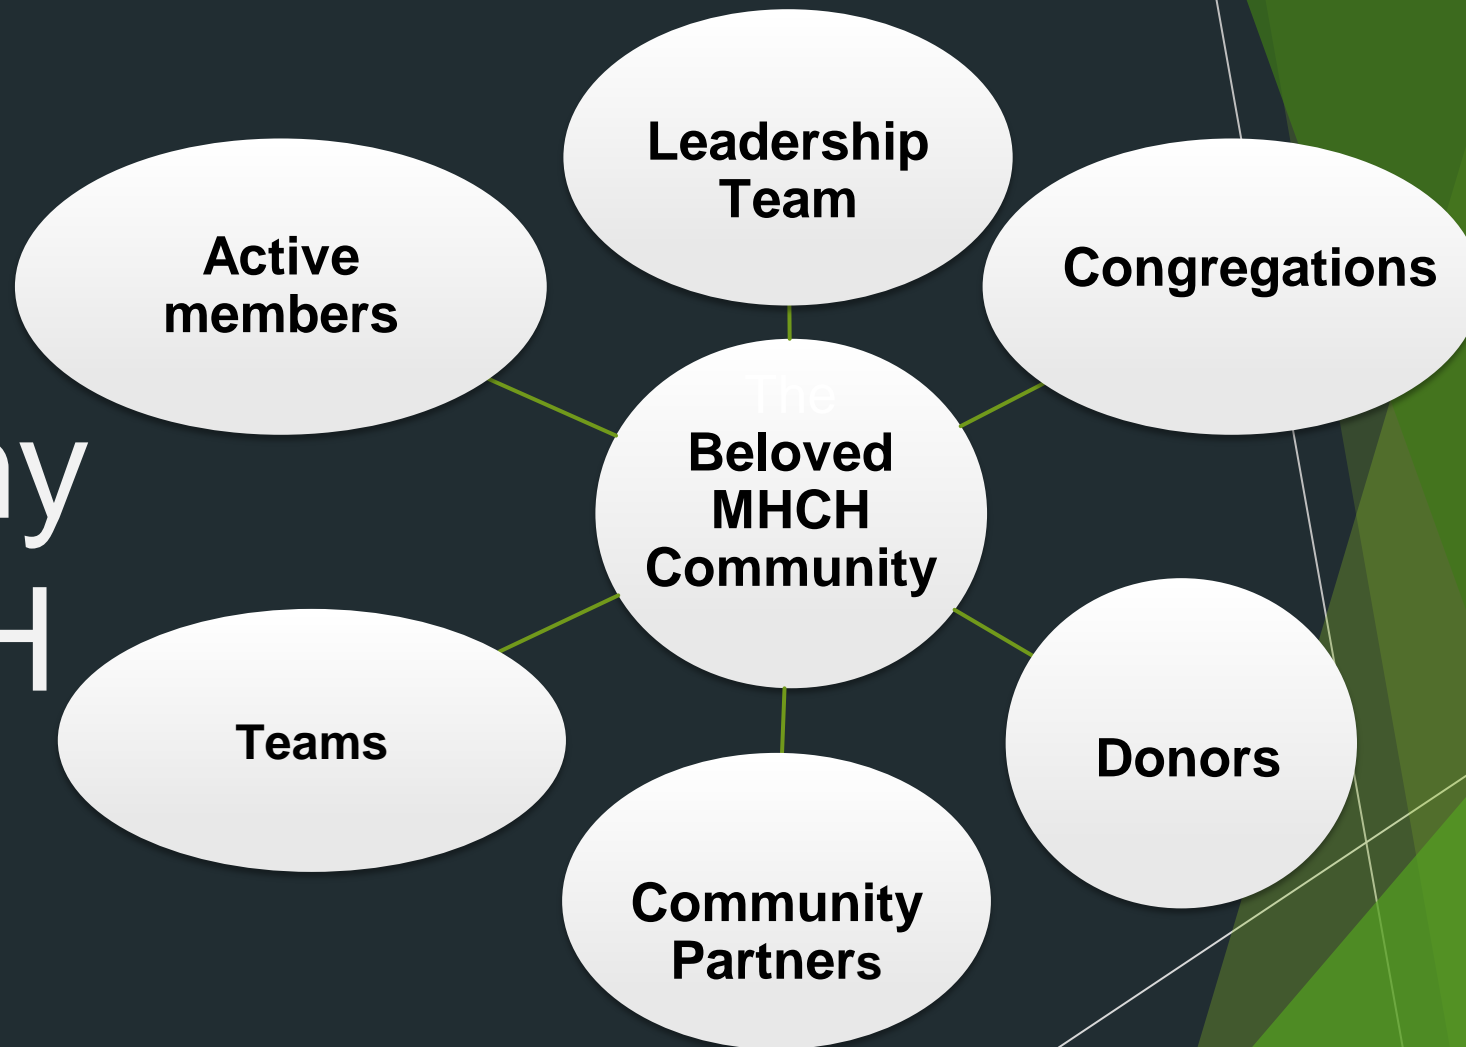 Leadership
Team
Active
members
Congregations
The
Beloved
MHCH
Community
Teams
Donors
Community
Partners